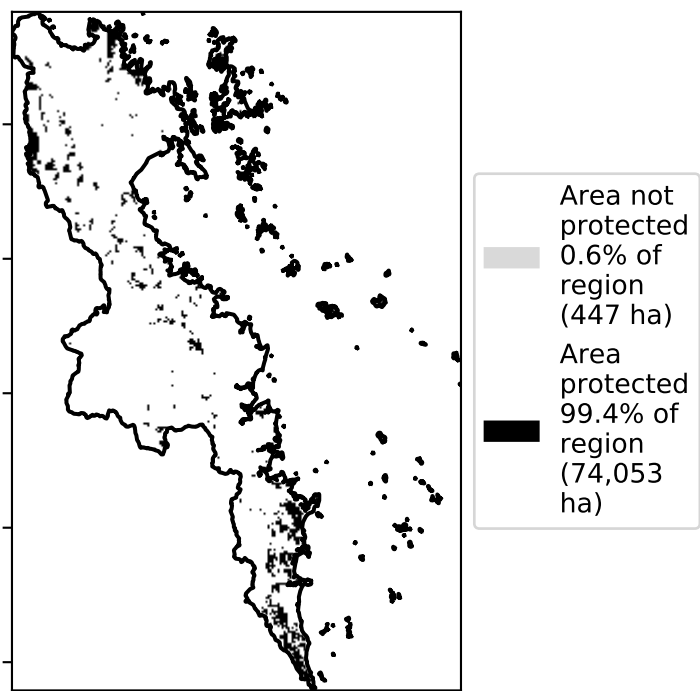 Area not
protected
0.6% of
region
(447 ha)
Area
protected
99.4% of
region
(74,053
ha)